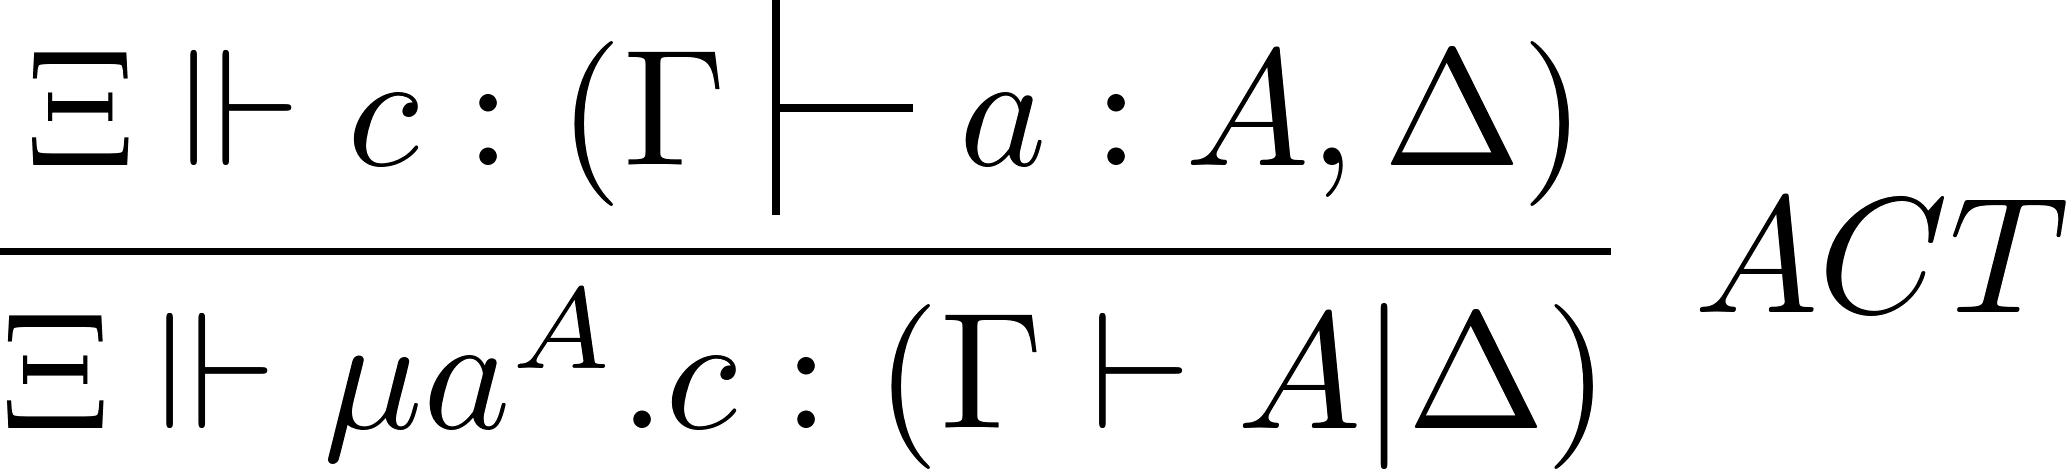 Ξ ⊪ c : (Γ ⊢ a : A, Δ)
ACT
Ξ ⊪ μa^A.c : (Γ ⊢ A|Δ)